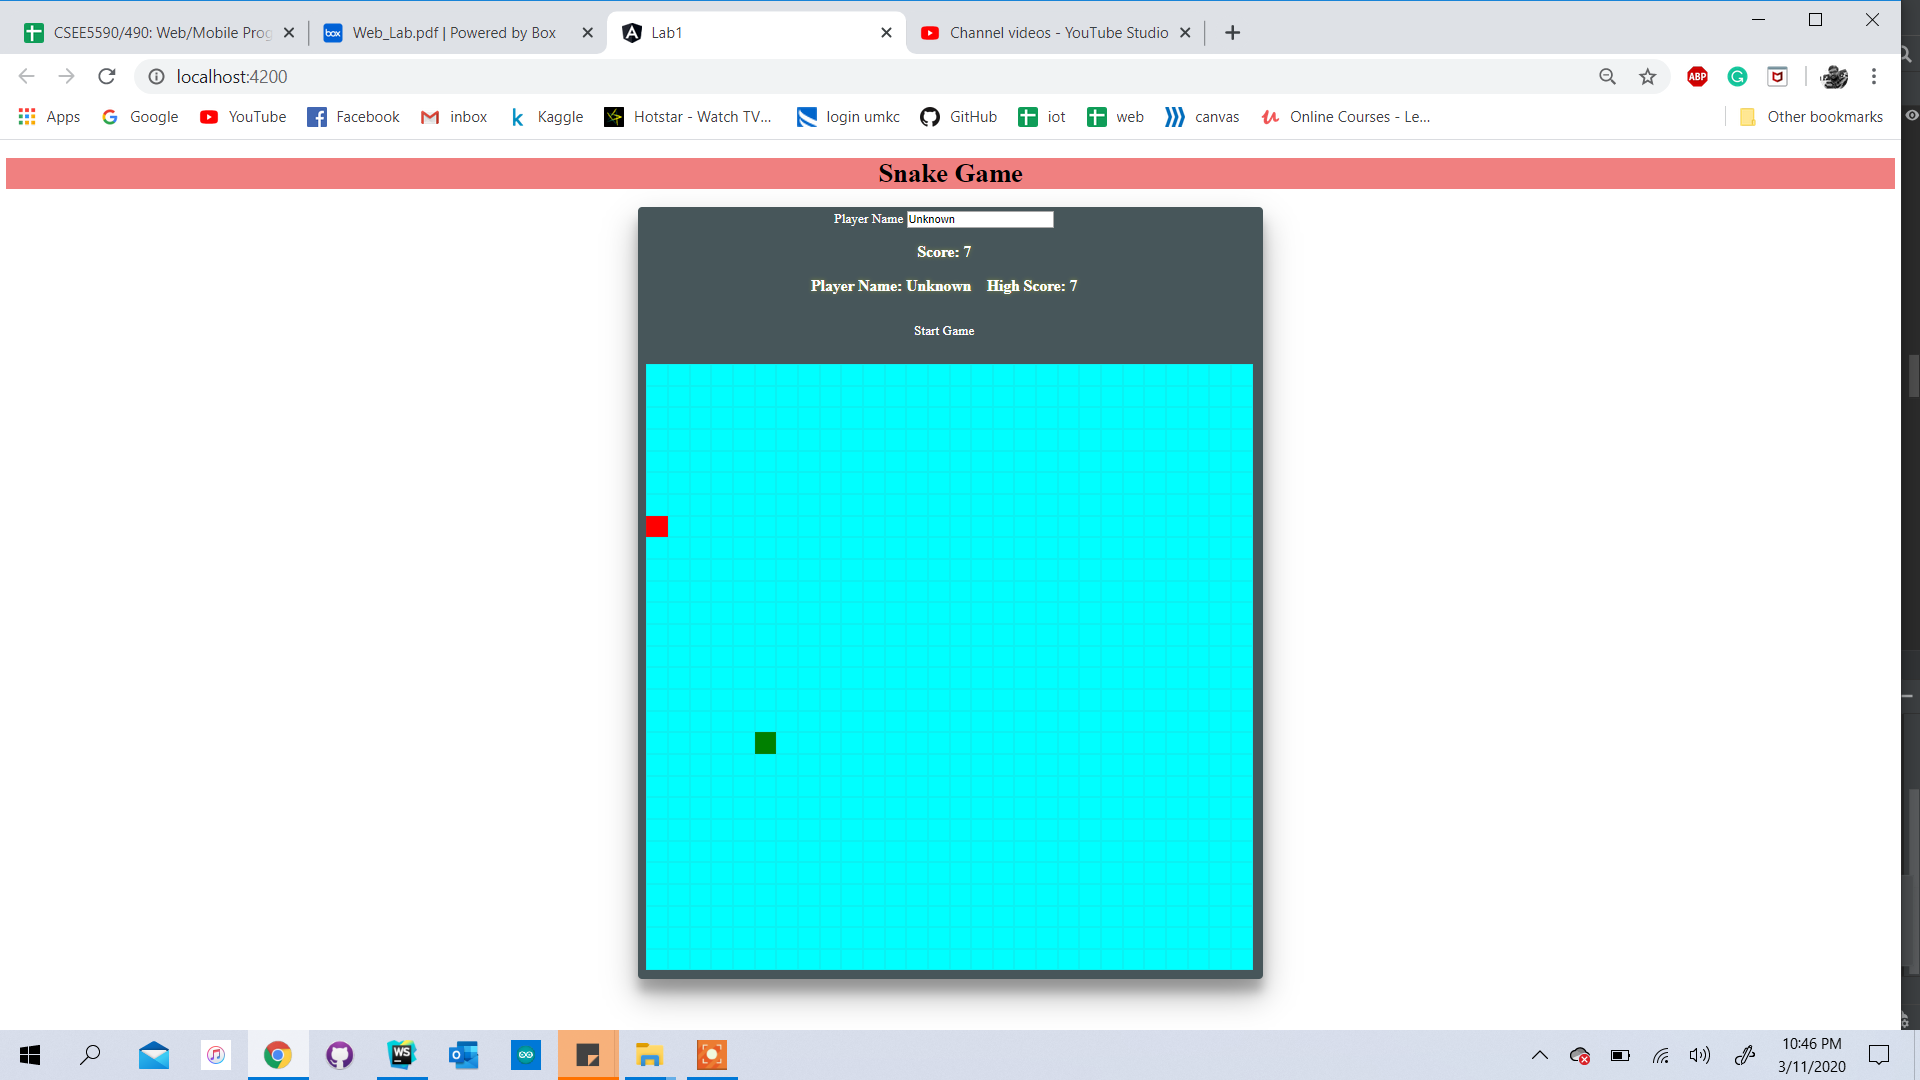 CSEE5590/490: Web/Mobile Prog
Web_Lab.pdf | Powered by Box
Lab1
Channel videos - YouTube Studio
localhost:4200
ABP
Apps
Google
YouTube
Facebook
inbox
Kaggle
Hotstar - Watch TV...
login umkc
GitHub
iot
web
canvas
Online Courses - Le...
Other bookmarks
Snake Game
Player Name Unknown
Score: 7
Player Name: Unknown High Score: 7
Start Game
WS
10:46 PM
3/11/2020